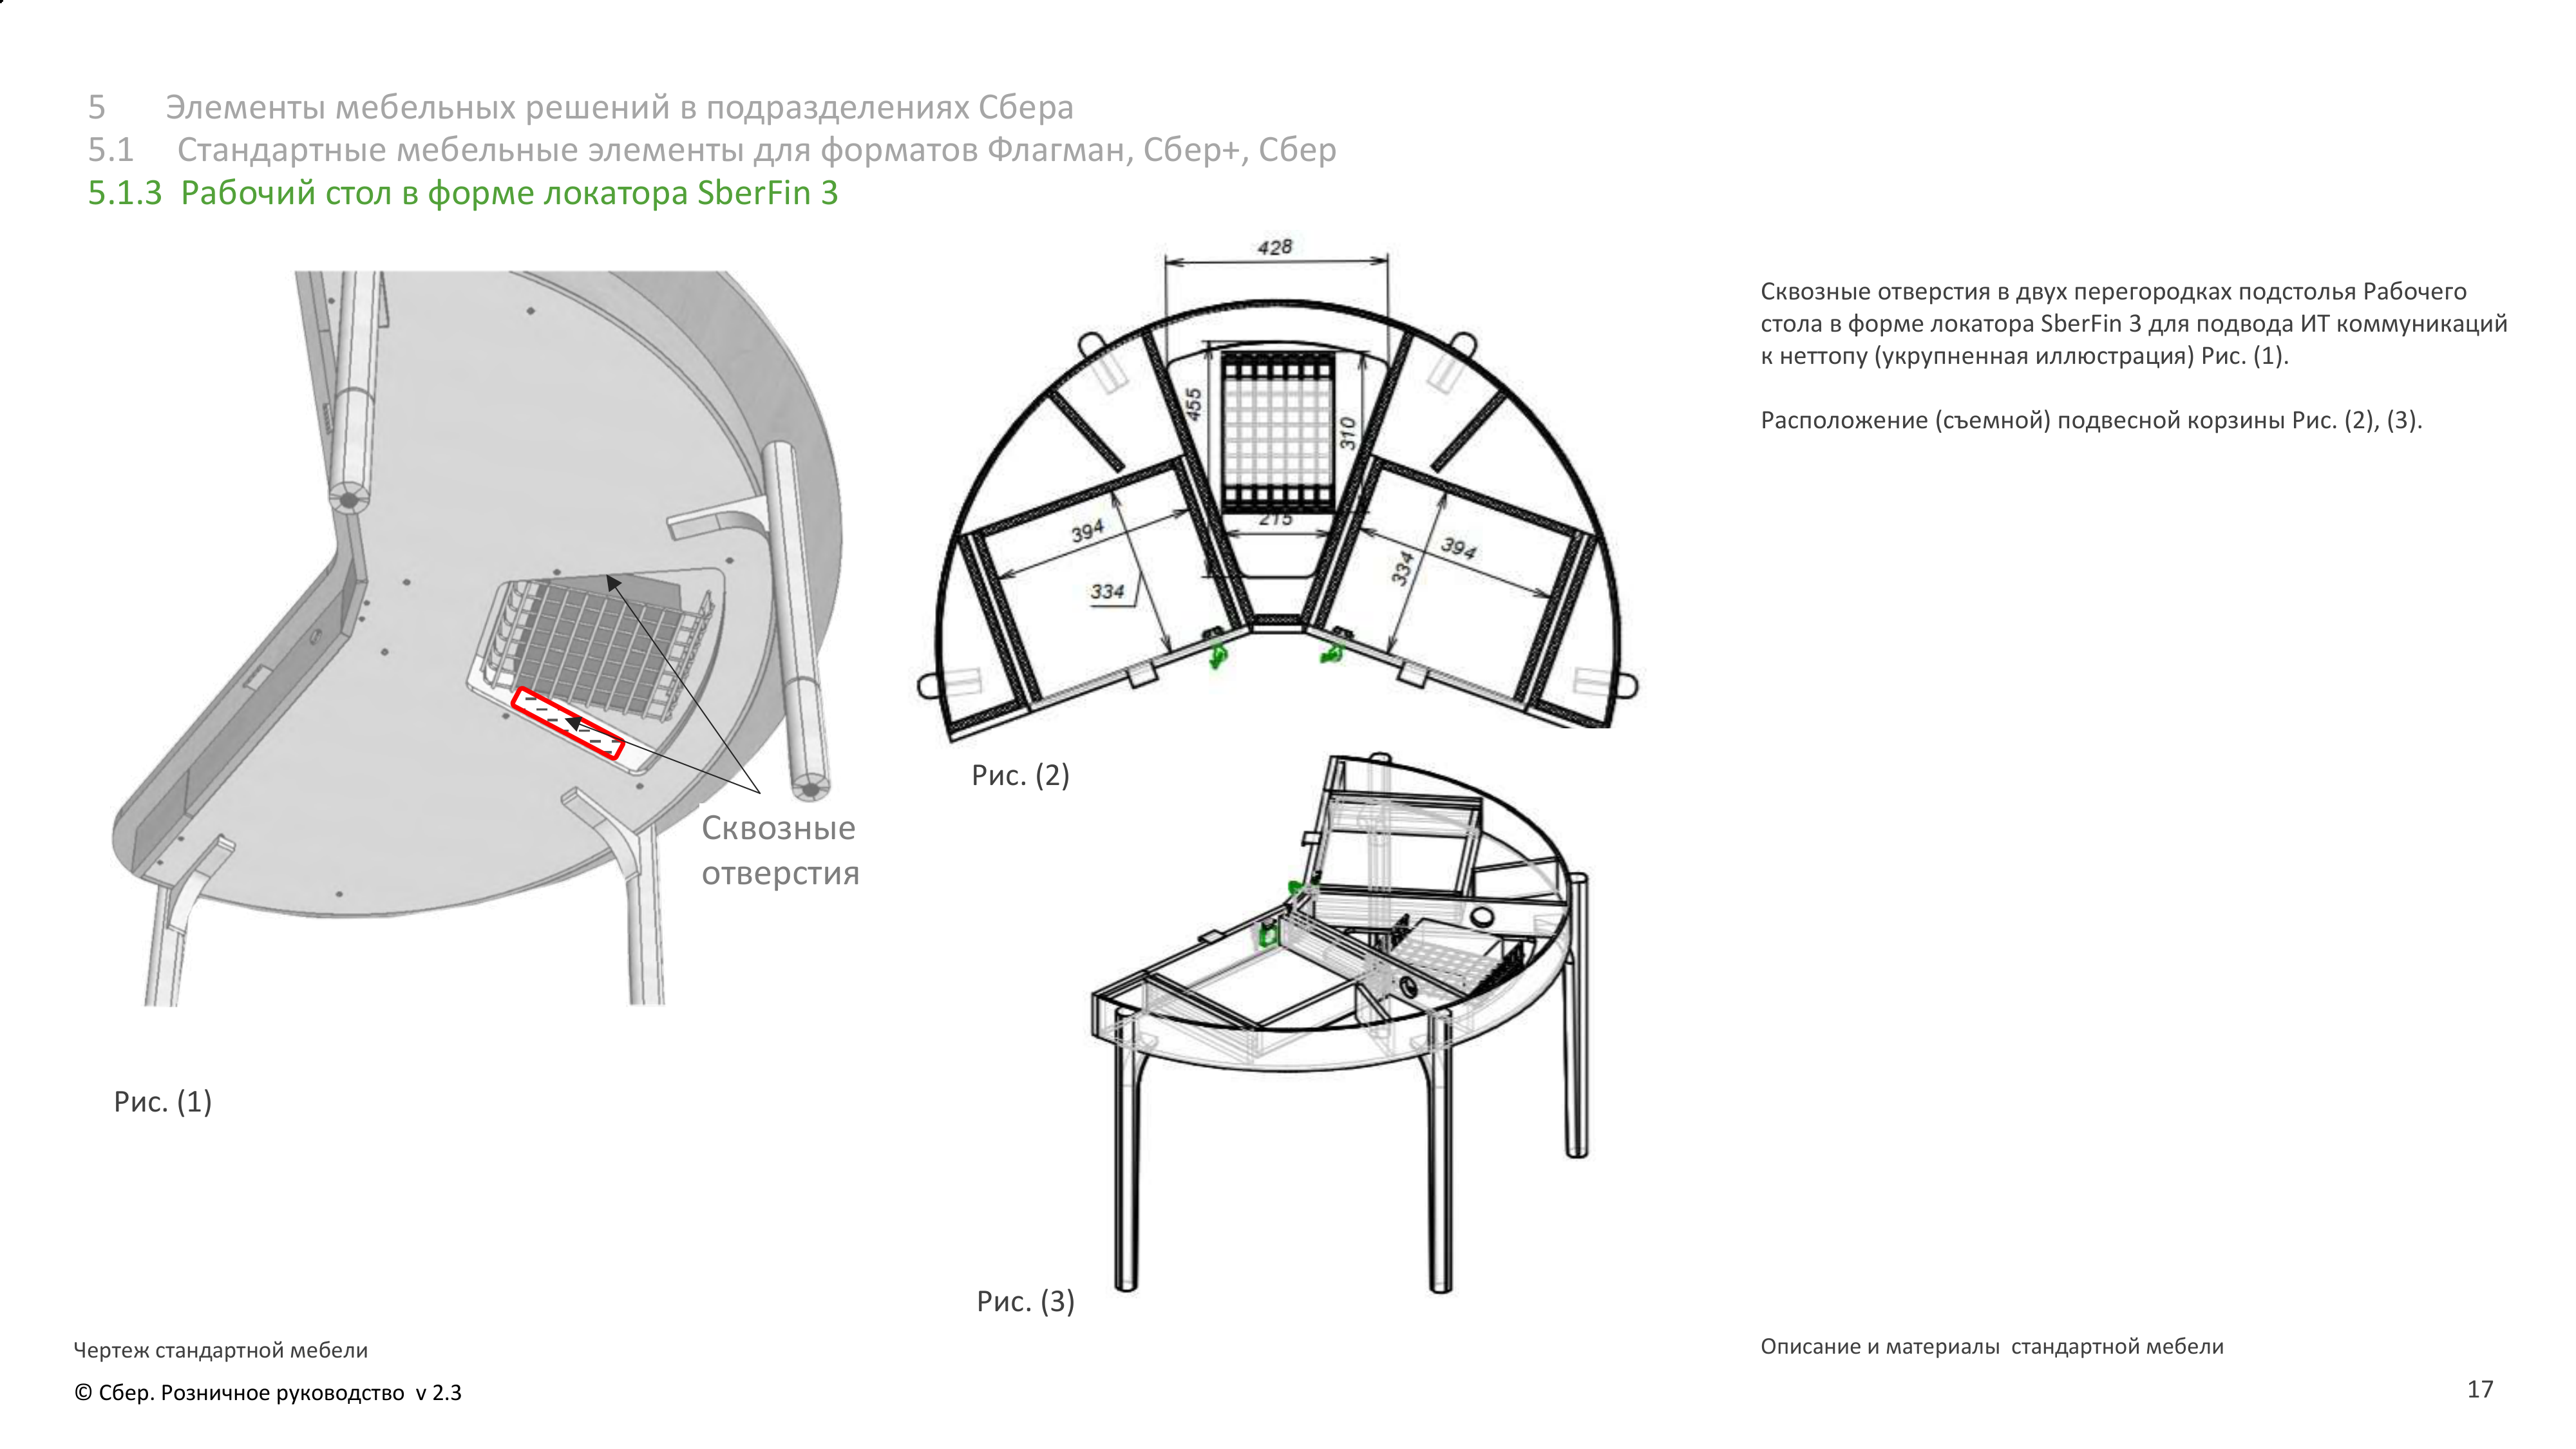 5 Элементы мебельных решений в подразделениях Сбера
5.1 Стандартные мебельные элементы для форматов Флагман, Сбер+, Сбер
5.1.3 Рабочий стол в форме локатора SberFin 3
Сквозные
отверстия
Рис. (1)
428
455
310
215
394
334
394
334
Рис. (2)
Рис. (3)
Сквозные отверстия в двух перегородках подстолья Рабочего
стола в форме локатора SberFin 3 для подвода ИТ коммуникаций
к неттопу (укрупненная иллюстрация) Рис. (1).
Расположение (съемной) подвесной корзины Рис. (2), (3).
Чертеж стандартной мебели
Описание и материалы стандартной мебели
© Сбер. Розничное руководство v 2.3
17